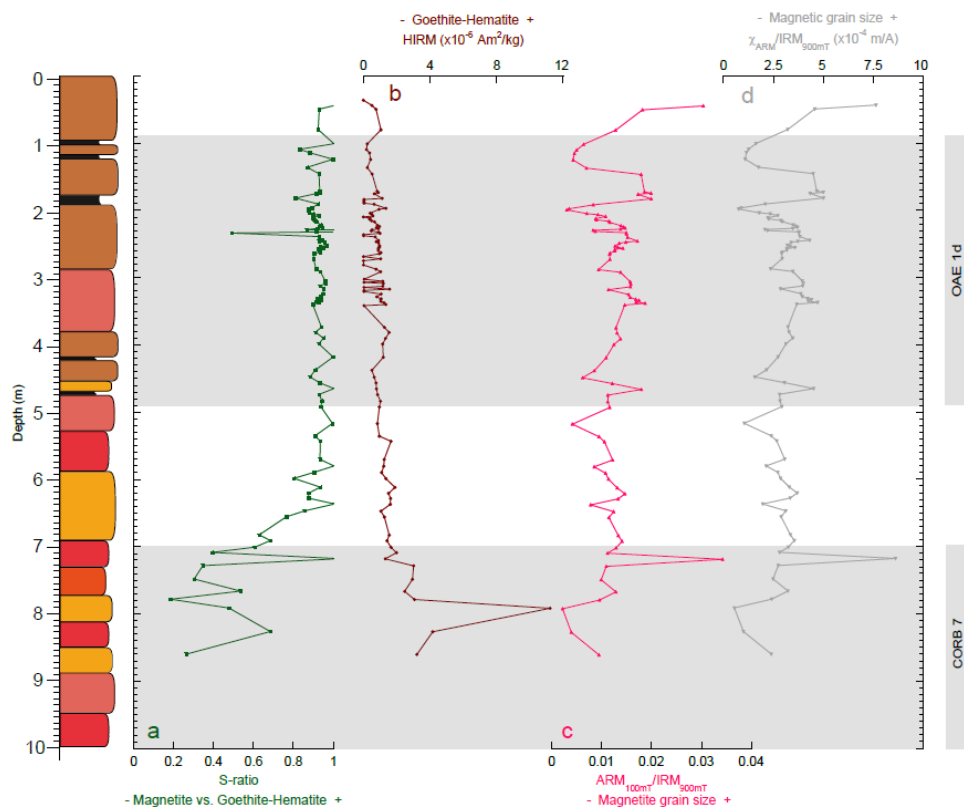 - Goethite-Hematite +
HIRM (x10-6 Am2/kg)
0 4 8 12
- Magnetic grain size +
χARM/IRM900mT (x10-4 m/A)
0 2.5 5 7.5 10
b
d
0
1
2
3
4
5
6
7
8
9
10
Depth (m)
OAE 1d
CORB 7
a
c
0 0.2 0.4 0.6 0.8 1
S-ratio
- Magnetite vs. Goethite-Hematite +
0 0.01 0.02 0.03 0.04
ARM100mT/IRM900mT
- Magnetite grain size +